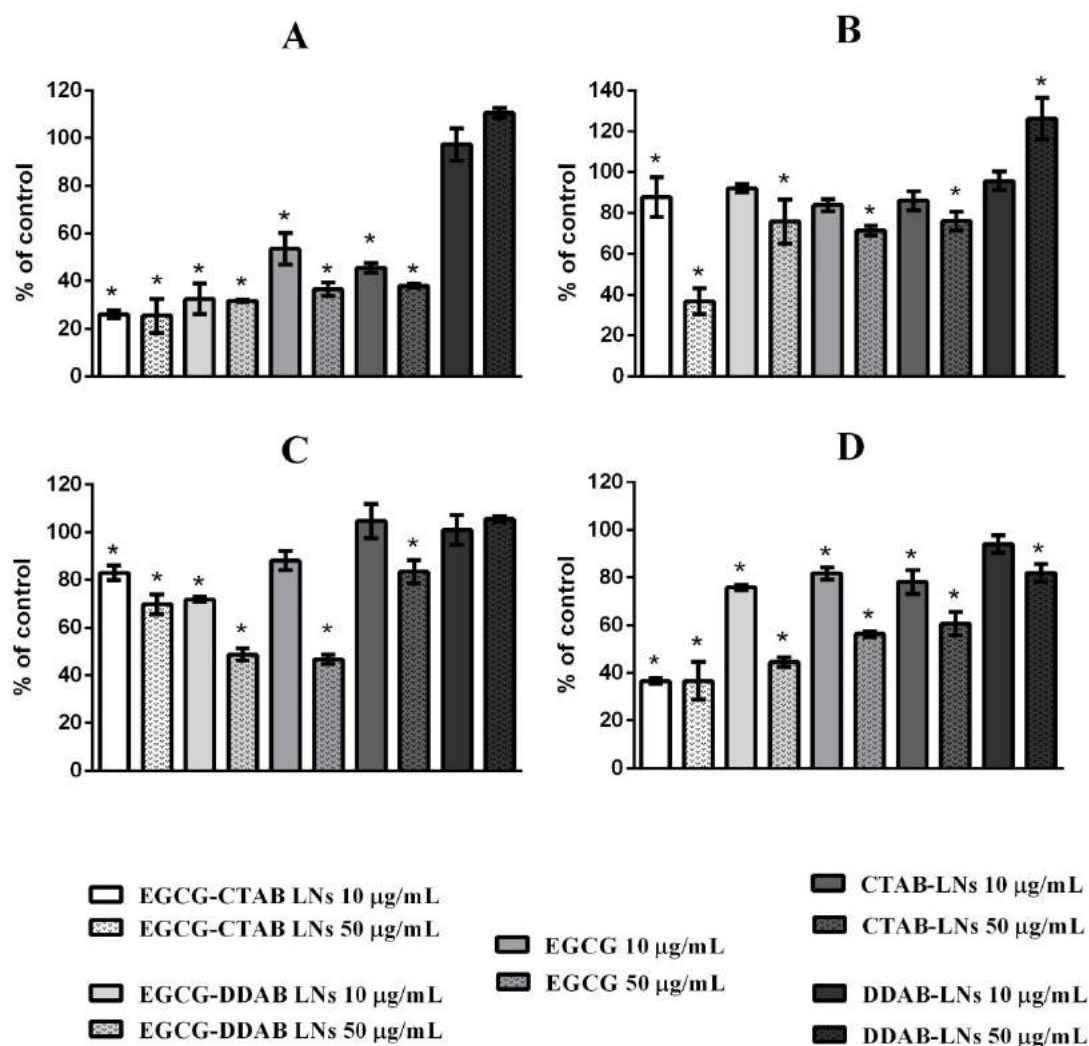 A
120
100
80
60
40
20
0
% of control
* * * * * * * *
B
140
120
100
80
60
40
20
0
% of control
* * * * * *
C
120
100
80
60
40
20
0
% of control
* * * * * *
D
120
100
80
60
40
20
0
% of control
* * * * * * * * *
EGCG-CTAB LNs 10 µg/mL
EGCG-CTAB LNs 50 µg/mL
EGCG-DDAB LNs 10 µg/mL
EGCG-DDAB LNs 50 µg/mL
EGCG 10 µg/mL
EGCG 50 µg/mL
CTAB-LNs 10 µg/mL
CTAB-LNs 50 µg/mL
DDAB-LNs 10 µg/mL
DDAB-LNs 50 µg/mL